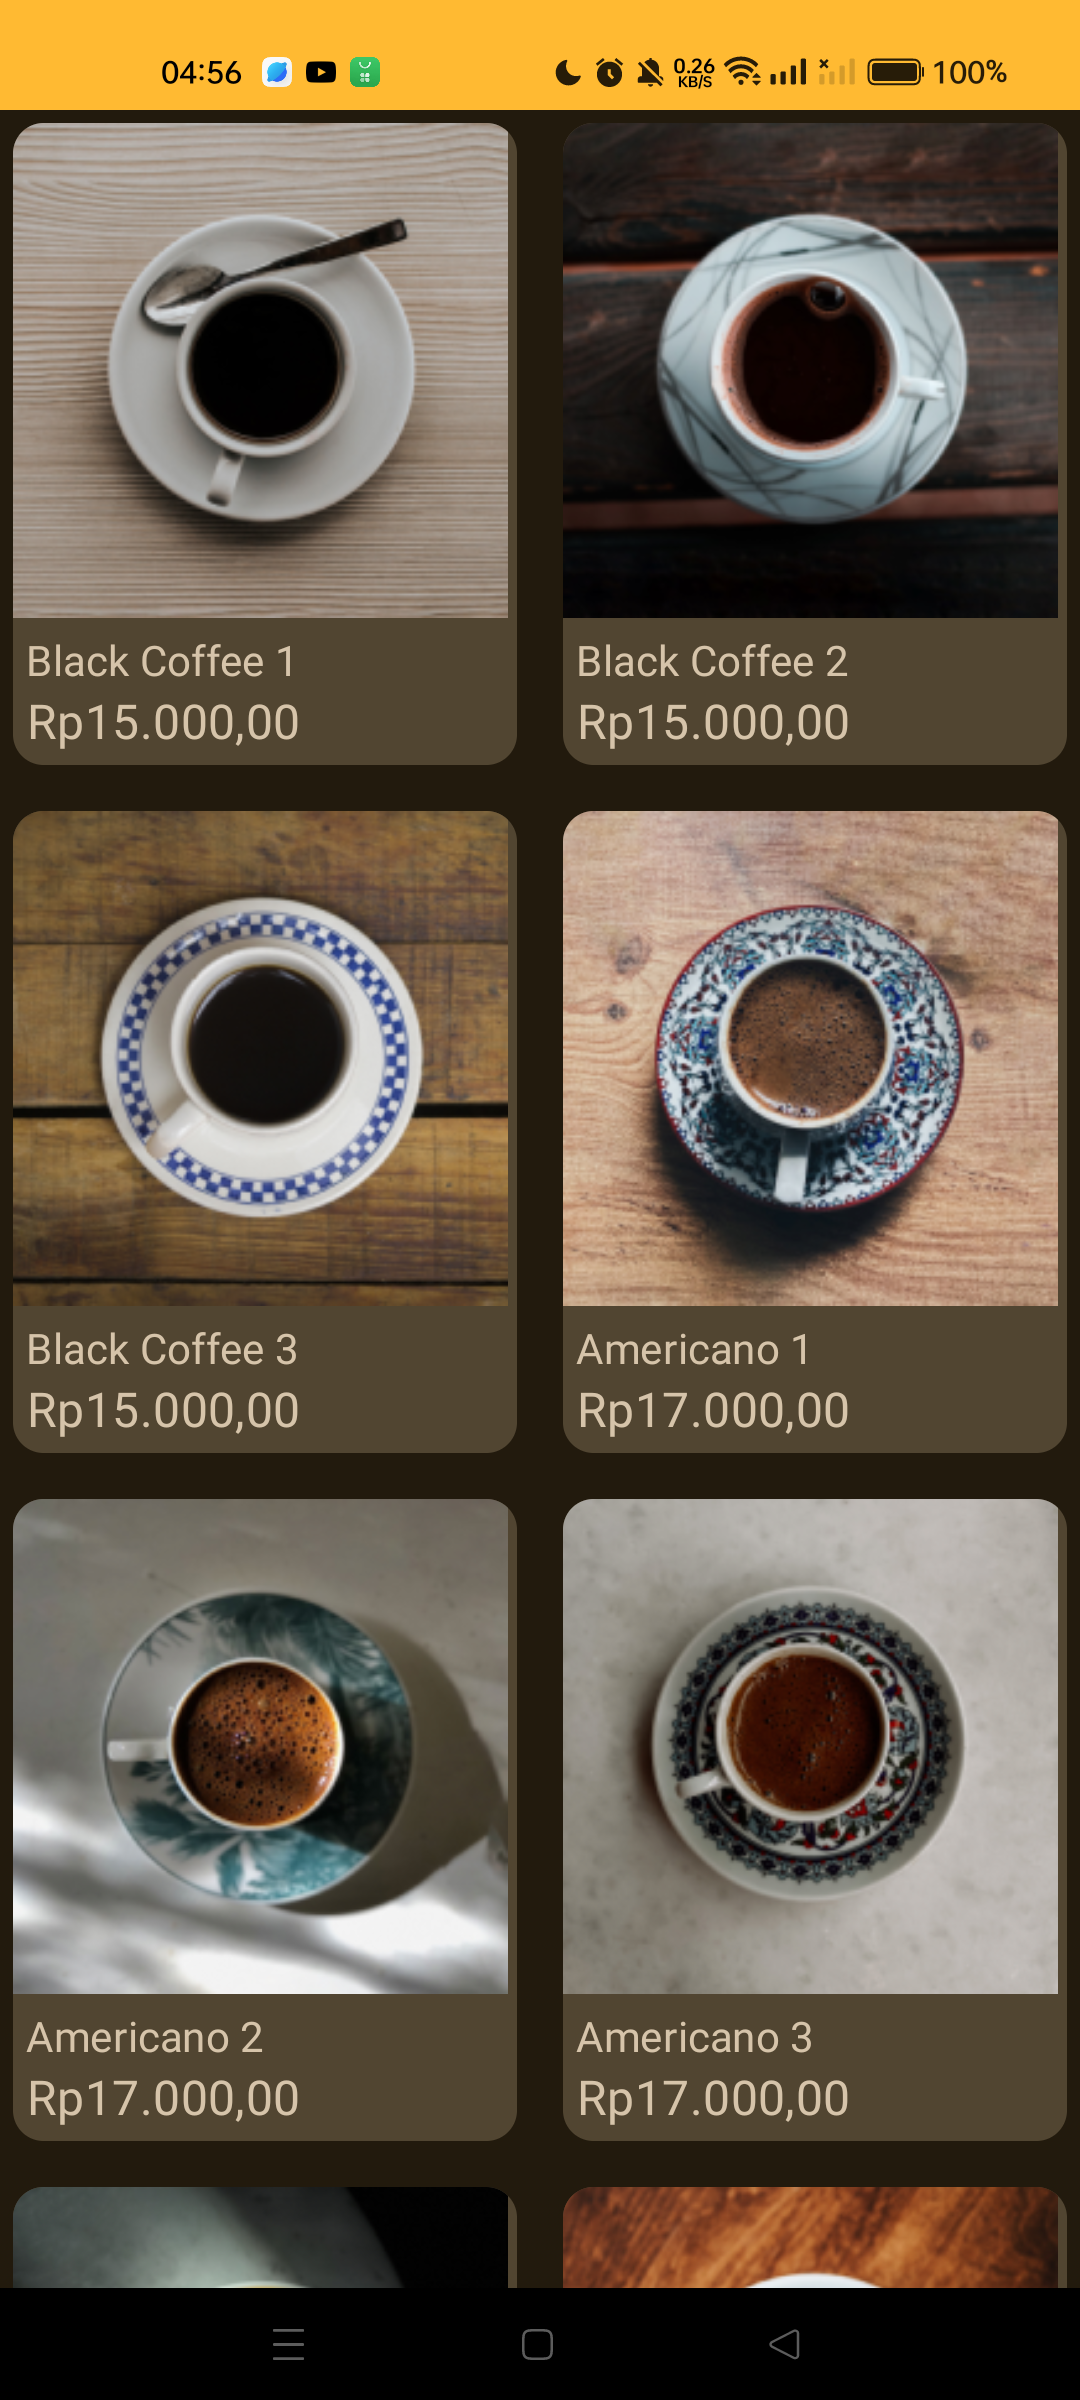 04:56
0.26
KB/S
100%
Black Coffee 1
Rp15.000,00
Black Coffee 2
Rp15.000,00
Black Coffee 3
Rp15.000,00
Americano 1
Rp17.000,00
Americano 2
Rp17.000,00
Americano 3
Rp17.000,00